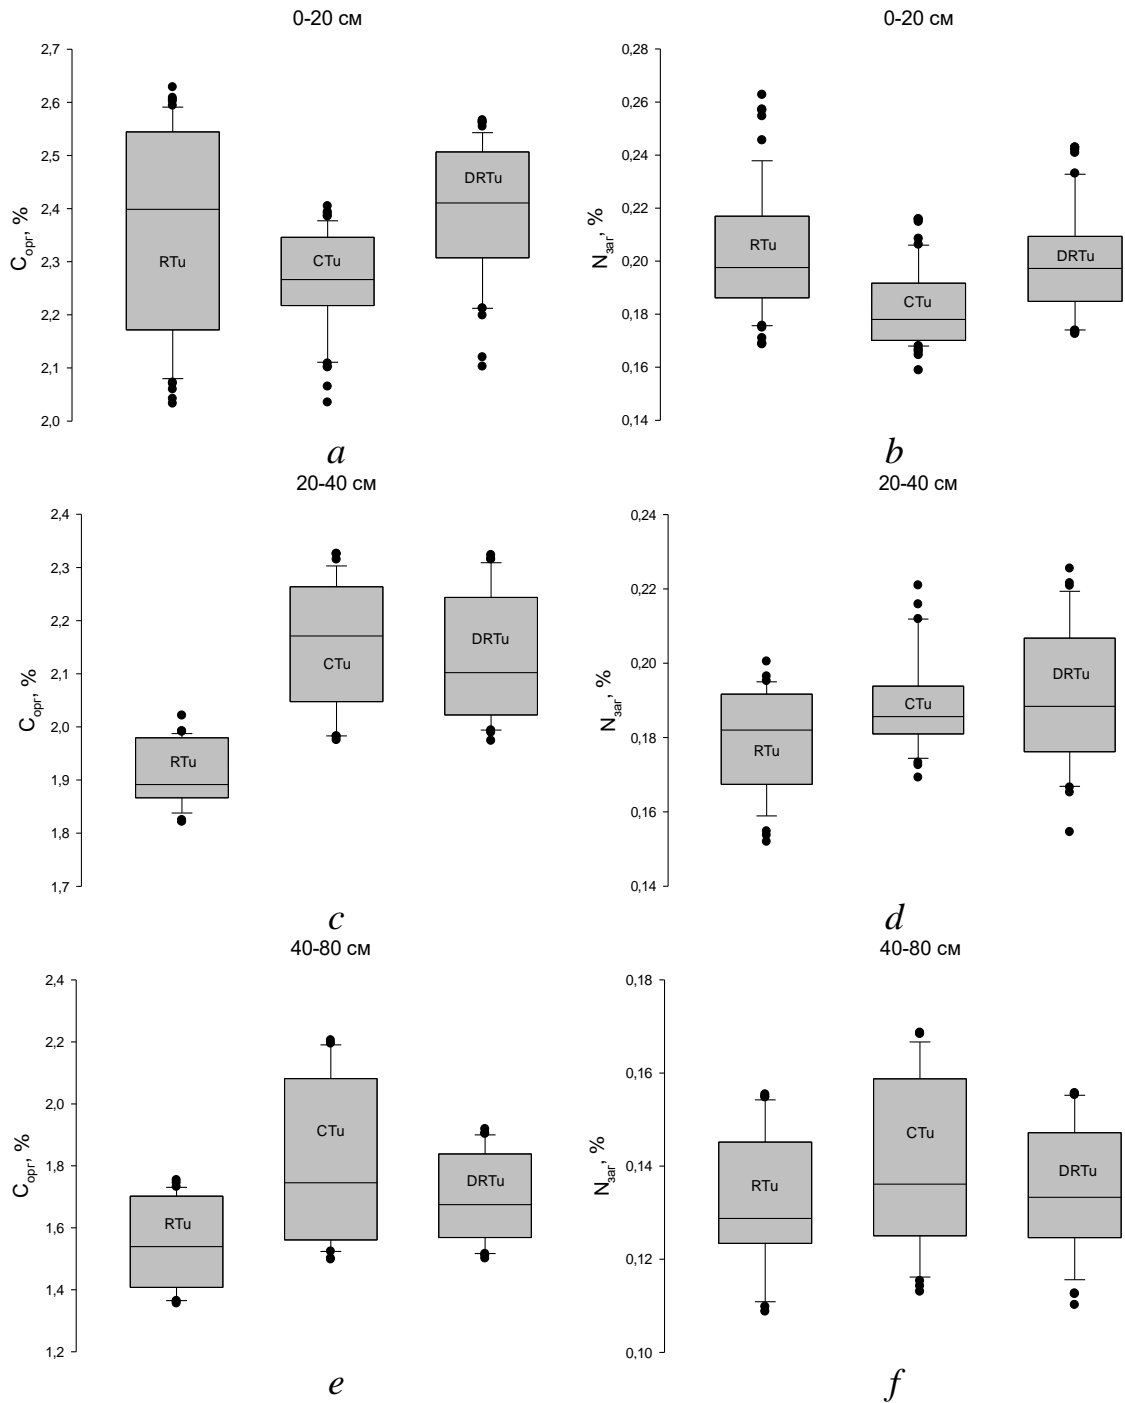 0-20 см
2,7
2,6
2,5
2,4
2,3
2,2
2,1
2,0
Cорг, %
RTu
CTu
DRTu
a
0-20 см
0,28
0,26
0,24
0,22
0,20
0,18
0,16
0,14
Nзаг, %
RTu
CTu
DRTu
b
20-40 см
2,4
2,3
2,2
2,1
2,0
1,9
1,8
1,7
Cорг, %
RTu
CTu
DRTu
c
20-40 см
0,24
0,22
0,20
0,18
0,16
0,14
Nзаг, %
RTu
CTu
DRTu
d
40-80 см
2,4
2,2
2,0
1,8
1,6
1,4
1,2
Cорг, %
RTu
CTu
DRTu
e
40-80 см
0,18
0,16
0,14
0,12
0,10
Nзаг, %
RTu
CTu
DRTu
f